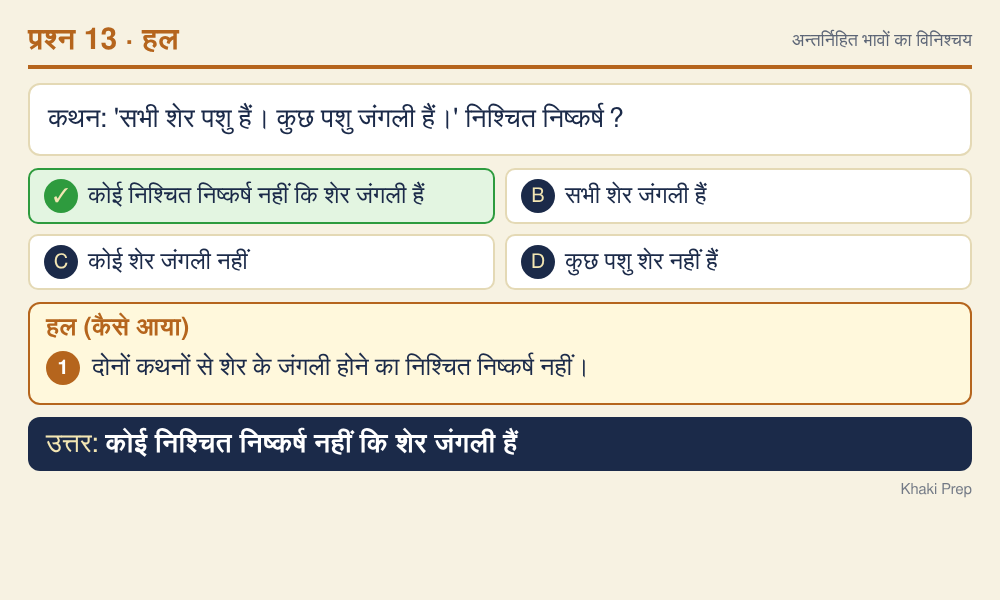 प्रश्न 13 · हल
अन्तर्निहित भावों का विनिश्चय
कथन: 'सभी शेर पशु हैं। कुछ पशु जंगली हैं।' निश्चित निष्कर्ष ?
✓ कोई निश्चित निष्कर्ष नहीं कि शेर जंगली हैं
B सभी शेर जंगली हैं
C कोई शेर जंगली नहीं
D कुछ पशु शेर नहीं हैं
हल (कैसे आया)
1 दोनों कथनों से शेर के जंगली होने का निश्चित निष्कर्ष नहीं।
उत्तर: कोई निश्चित निष्कर्ष नहीं कि शेर जंगली हैं
Khaki Prep